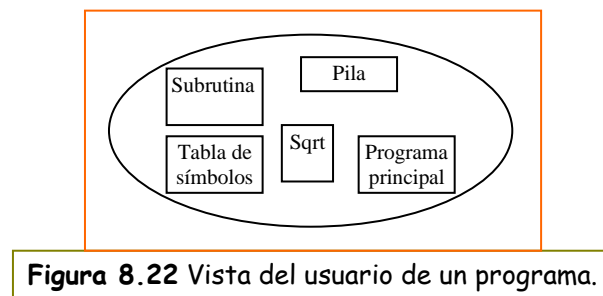 Subrutina
Pila
Sqrt
Tabla de
símbolos
Programa
principal
Figura 8.22 Vista del usuario de un programa.